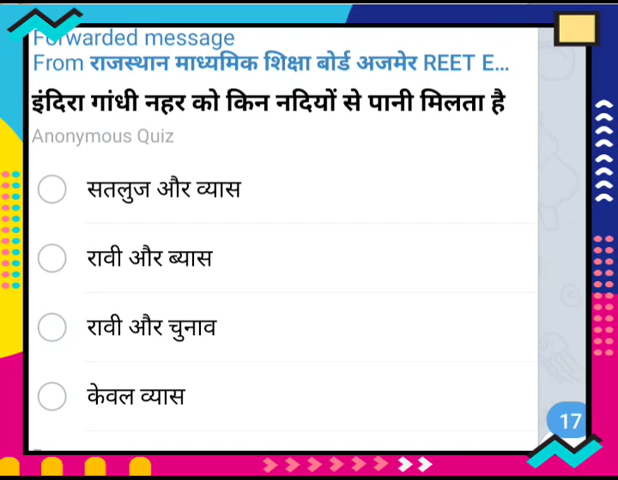 Forwarded message
From राजस्थान माध्यमिक शिक्षा बोर्ड अजमेर REET E...
इंदिरा गांधी नहर को किन नदियों से पानी मिलता है
Anonymous Quiz
सतलुज और व्यास
रावी और ब्यास
रावी और चुनाव
केवल व्यास
17